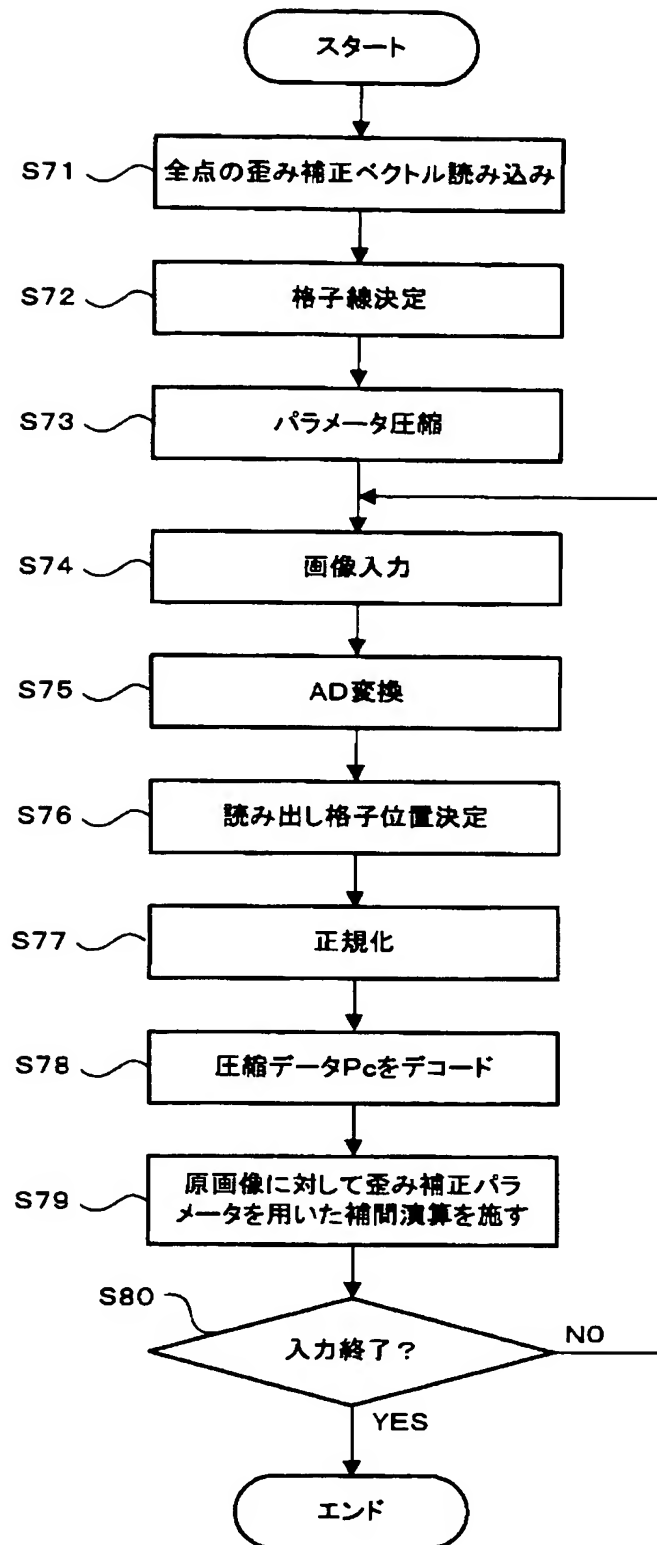 スタート
S71
全点の歪み補正ベクトル読み込み
S72
格子線決定
S73
パラメータ圧縮
S74
画像入力
S75
AD変換
S76
読み出し格子位置決定
S77
正規化
S78
圧縮データPcをデコード
S79
原画像に対して歪み補正パラ
メータを用いた補間演算を施す
S80
入力終了?
NO
YES
エンド